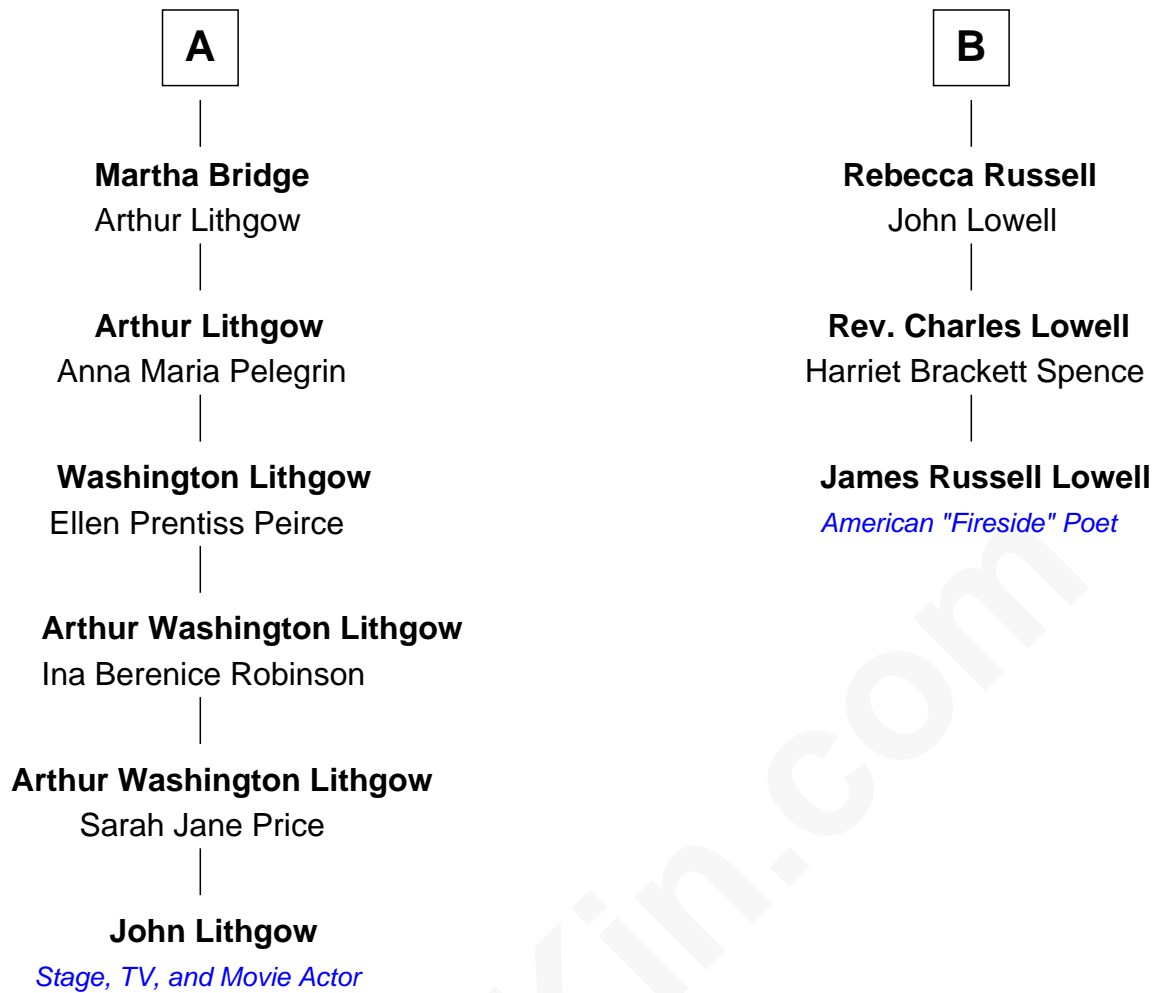 A
Martha Bridge
Arthur Lithgow
Arthur Lithgow
Anna Maria Pelegrin
Washington Lithgow
Ellen Prentiss Peirce
Arthur Washington Lithgow
Ina Berenice Robinson
Arthur Washington Lithgow
Sarah Jane Price
John Lithgow
Stage, TV, and Movie Actor
B
Rebecca Russell
John Lowell
Rev. Charles Lowell
Harriet Brackett Spence
James Russell Lowell
American "Fireside" Poet
Kin.com